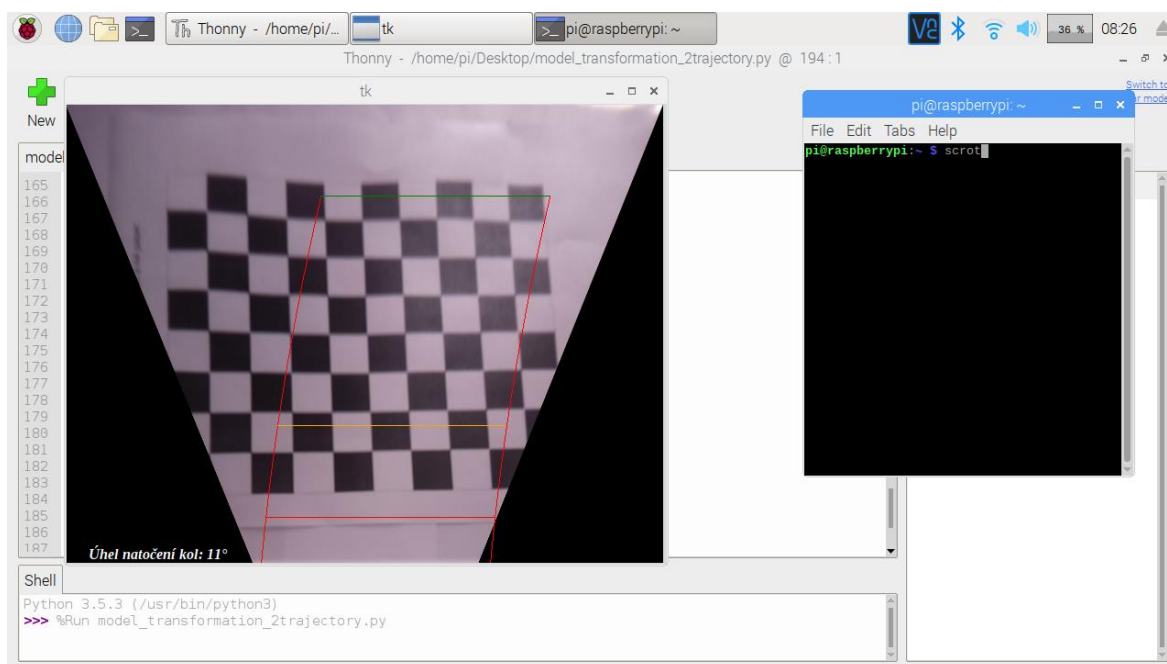 Thonny - /home/pi/...
tk
pi@raspberrypi: ~
36 %
08:26
Thonny - /home/pi/Desktop/model_transformation_2trajectory.py @ 194 : 1
Switch to
New
tk
pi@raspberrypi: ~
File Edit Tabs Help
pi@raspberrypi:~ $ scrot
model
165
166
167
168
169
170
171
172
173
174
175
176
177
178
179
180
181
182
183
184
185
186
187
Úhel natočení kol: 11°
Shell
Python 3.5.3 (/usr/bin/python3)
>>> %Run model_transformation_2trajectory.py